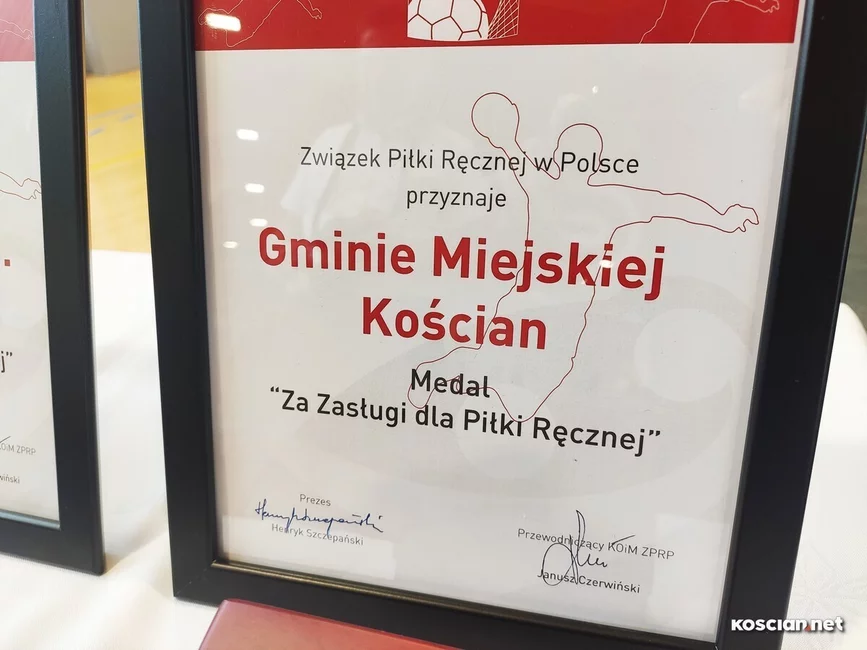 Związek Piłki Ręcznej w Polsce
przyznaje
Gminie Miejskiej
Kościan
Medal
“Za Zasługi dla Piłki Ręcznej”
Prezes
Henryk Szczepański
Przewodniczący KOiM ZPRP
Janusz Czerwiński
j”
KOiM ZPRP
koscian.net